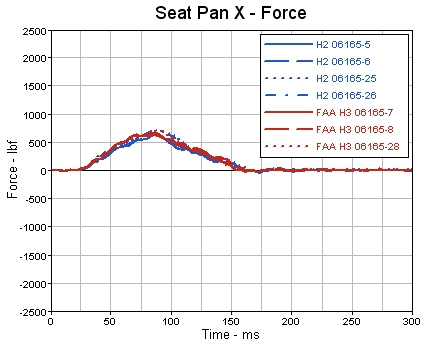 Seat Pan X - Force
Force - lbf
2500
2000
1500
1000
500
0
-500
-1000
-1500
-2000
-2500
H2 06165-5
H2 06165-6
H2 06165-25
H2 06165-26
FAA H3 06165-7
FAA H3 06165-8
FAA H3 06165-28
0
50
100
150
200
250
300
Time - ms